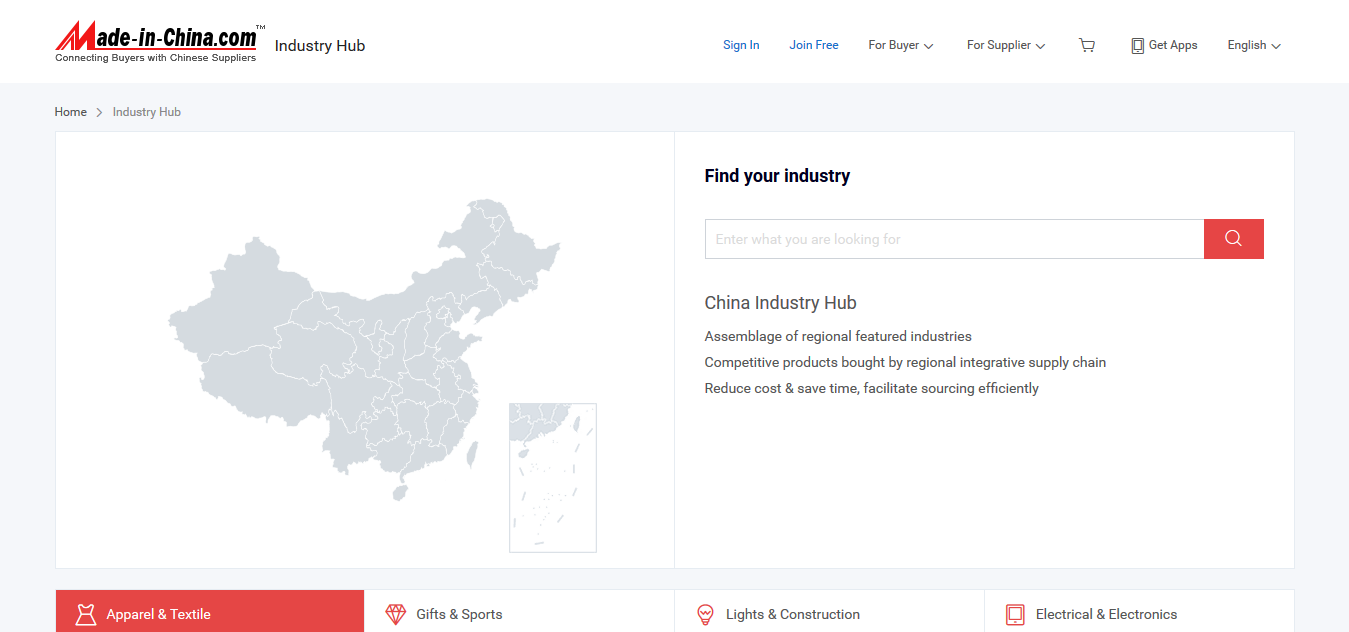 Made-in-China.com™
Connecting Buyers with Chinese Suppliers
Industry Hub
Sign In
Join Free
For Buyer
For Supplier
Get Apps
English
Home > Industry Hub
Find your industry
Enter what you are looking for
China Industry Hub
Assemblage of regional featured industries
Competitive products bought by regional integrative supply chain
Reduce cost & save time, facilitate sourcing efficiently
Apparel & Textile
Gifts & Sports
Lights & Construction
Electrical & Electronics